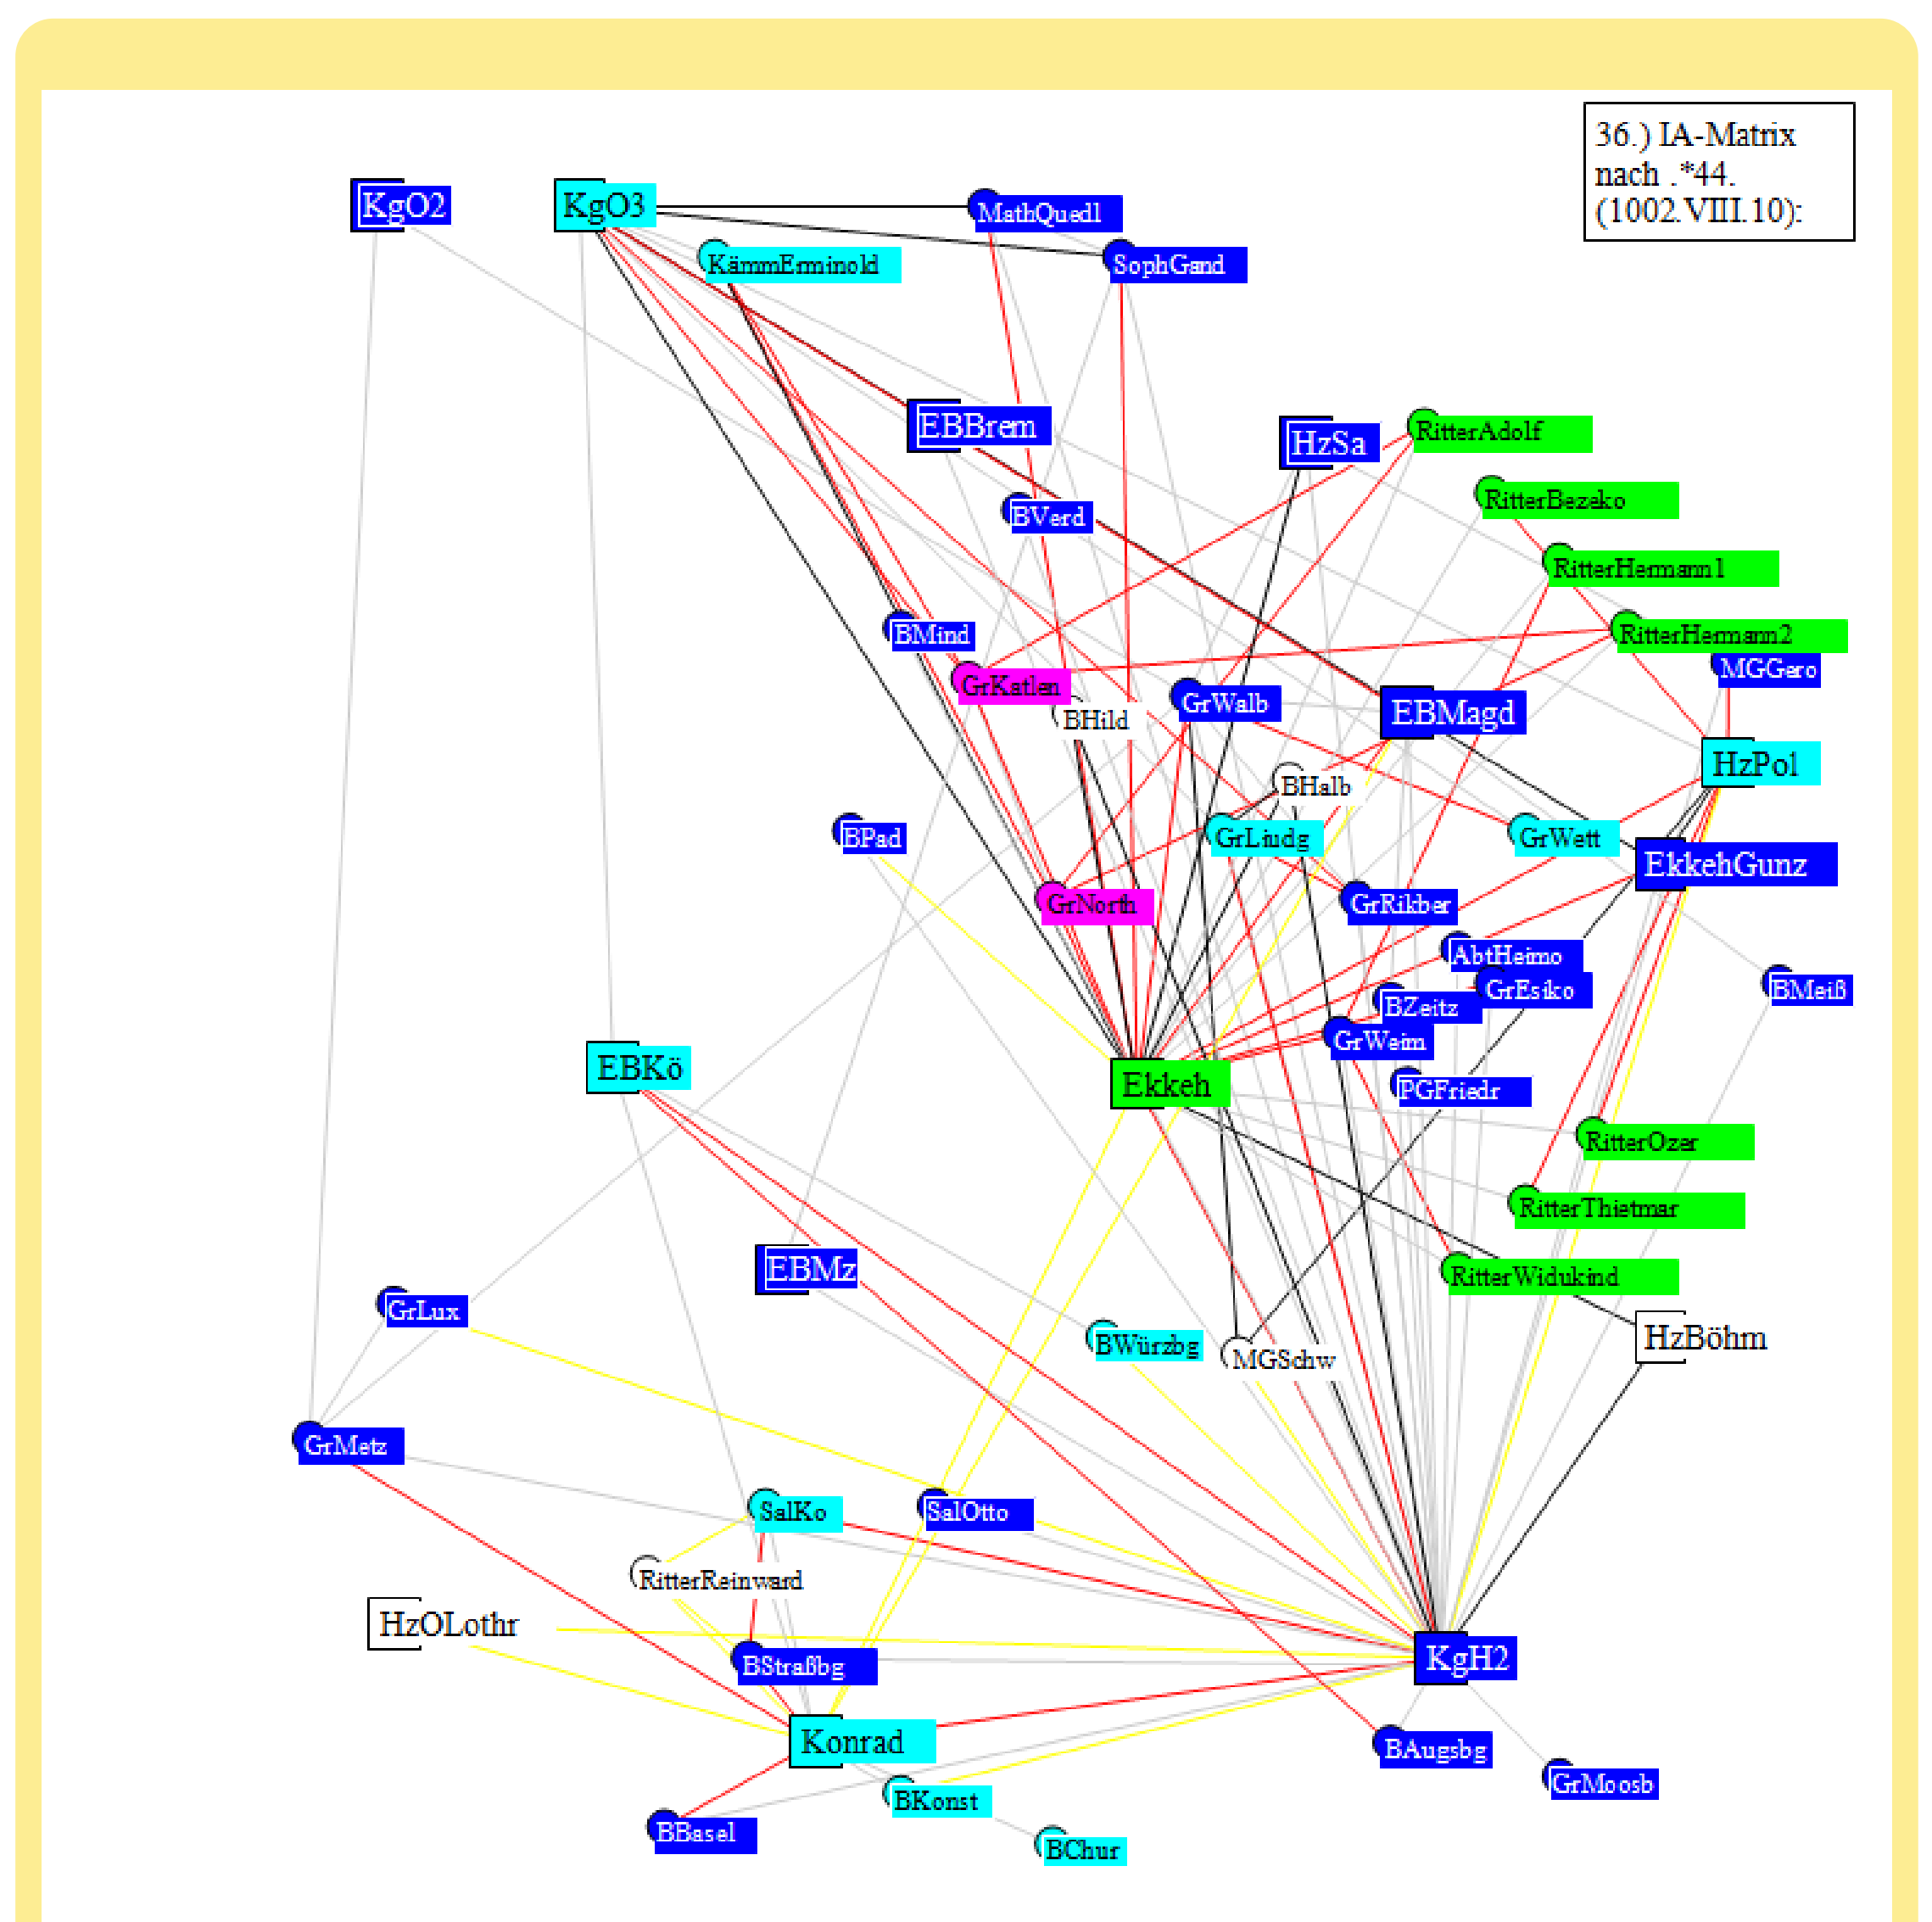 36.) IA-Matrix
nach .*44.
(1002.VIII.10):
KgO2
KgO3
MathQuedl
KämmErminold
SophGand
EBBrem
HzSa
RitterAdolf
RitterBezeko
BVerd
RitterHermann1
BMind
RitterHermann2
MGGero
GrKatlen
BHild
GrWalb
EBMagd
HzPol
BHalb
BPad
GrLiudg
GrWett
EkkehGunz
GrNorth
GrRikber
AbtHeimo
GrEsiko
BMeiß
BZeitz
GrWeim
EBKö
Ekkeh
PGFriedr
RitterOzer
RitterThietmar
EBMz
RitterWidukind
GrLux
BWürzbg
MGSchw
HzBöhm
GrMetz
SalKo
SalOtto
RitterReinward
HzOLothr
BStraßbg
KgH2
Konrad
BAugsbg
GrMoosb
BKonst
BBasel
BChur